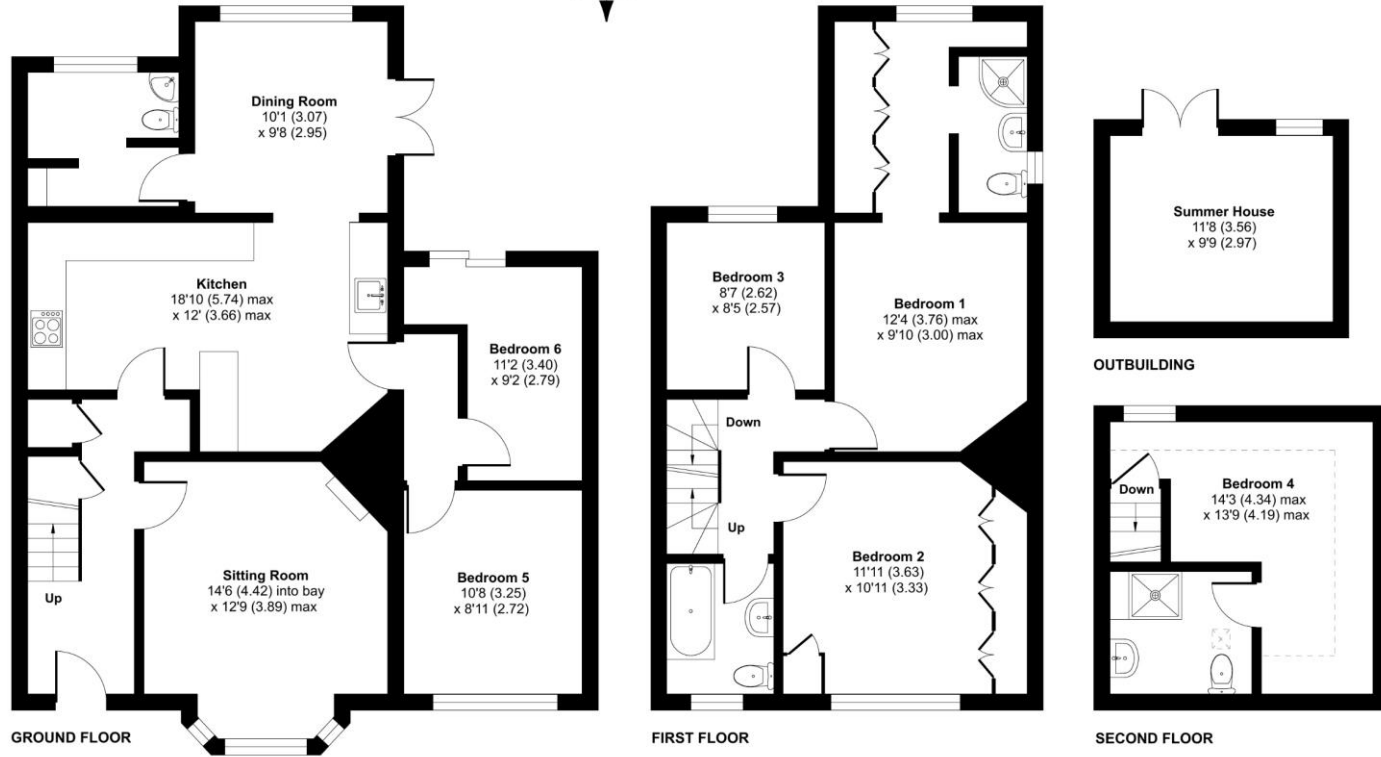 Dining Room
10'1 (3.07)
x 9'8 (2.95)
Kitchen
18'10 (5.74) max
x 12' (3.66) max
Bedroom 6
11'2 (3.40)
x 9'2 (2.79)
Sitting Room
14'6 (4.42) into bay
x 12'9 (3.89) max
Bedroom 5
10'8 (3.25)
x 8'11 (2.72)
Up
GROUND FLOOR
Bedroom 3
8'7 (2.62)
x 8'5 (2.57)
Bedroom 1
12'4 (3.76) max
x 9'10 (3.00) max
Down
Up
Bedroom 2
11'11 (3.63)
x 10'11 (3.33)
FIRST FLOOR
Summer House
11'8 (3.56)
x 9'9 (2.97)
OUTBUILDING
Bedroom 4
14'3 (4.34) max
x 13'9 (4.19) max
Down
SECOND FLOOR